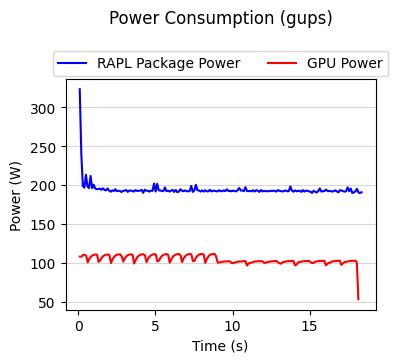 Power Consumption (gups)
RAPL Package Power
GPU Power
300
250
200
150
100
50
Power (W)
0
5
10
15
Time (s)